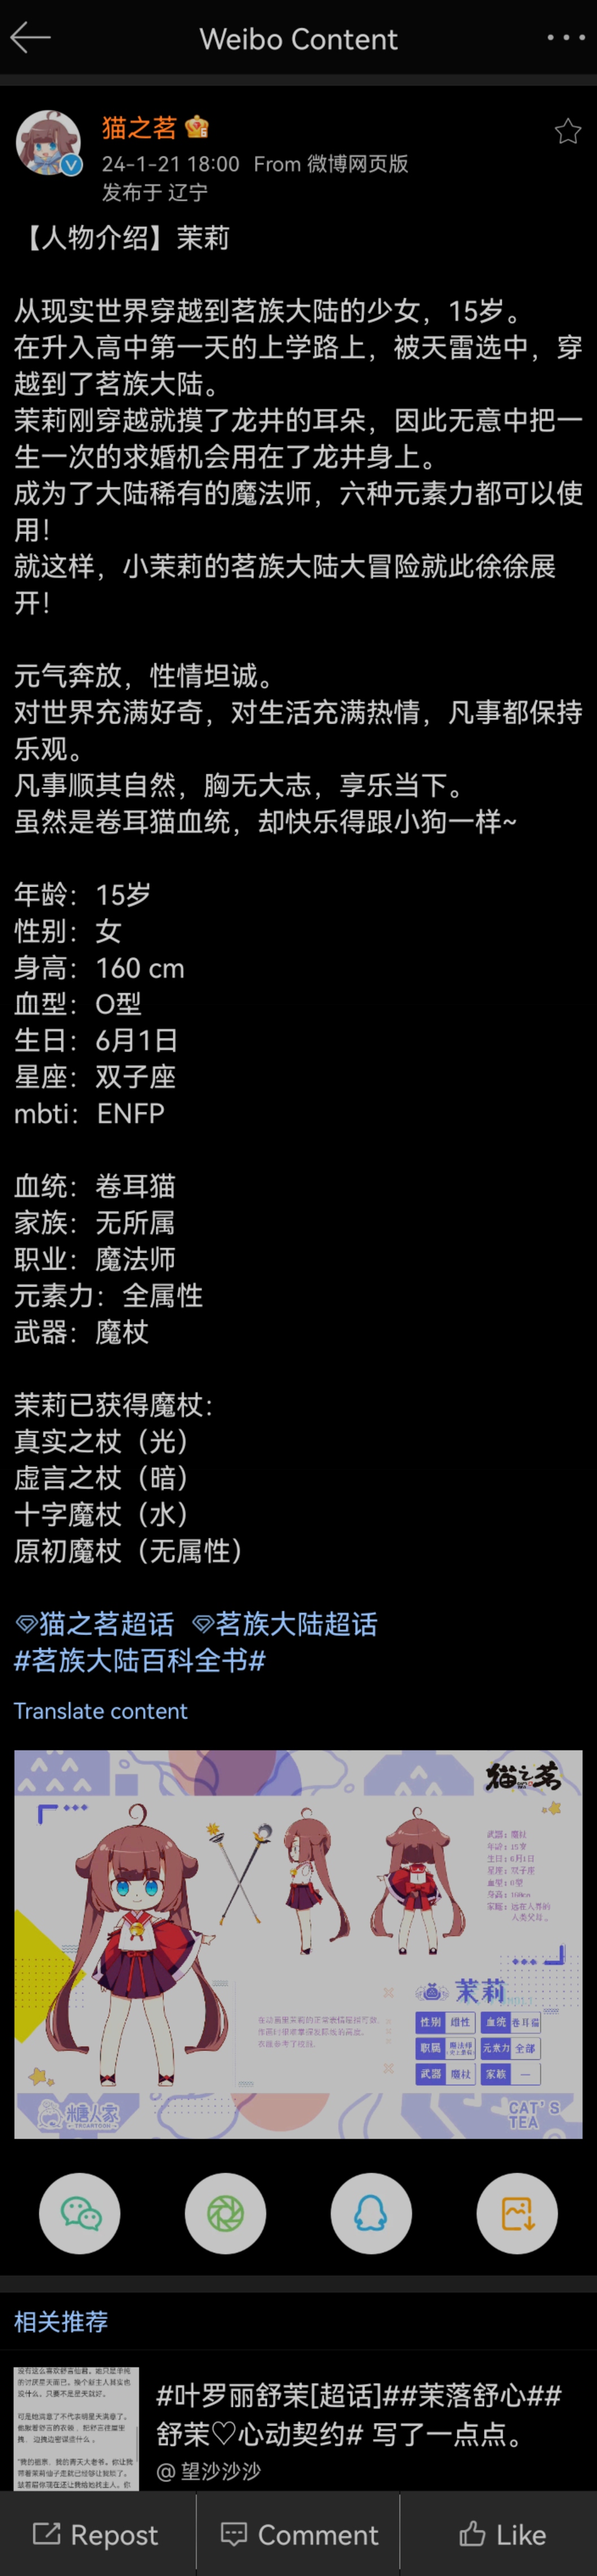 Weibo Content
猫之茗
24-1-21 18:00 From 微博网页版
发布于 辽宁
【人物介绍】茉莉
从现实世界穿越到茗族大陆的少女，15岁。
在升入高中第一天的上学路上，被天雷选中，穿
越到了茗族大陆。
茉莉刚穿越就摸了龙井的耳朵，因此无意中把一
生一次的求婚机会用在了龙井身上。
成为了大陆稀有的魔法师，六种元素力都可以使
用！
就这样，小茉莉的茗族大陆大冒险就此徐徐展
开！
元气奔放，性情坦诚。
对世界充满好奇，对生活充满热情，凡事都保持
乐观。
凡事顺其自然，胸无大志，享乐当下。
虽然是卷耳猫血统，却快乐得跟小狗一样~
年龄：15岁
性别：女
身高：160 cm
血型：O型
生日：6月1日
星座：双子座
mbti：ENFP
血统：卷耳猫
家族：无所属
职业：魔法师
元素力：全属性
武器：魔杖
茉莉已获得魔杖：
真实之杖（光）
虚言之杖（暗）
十字魔杖（水）
原初魔杖（无属性）
猫之茗超话 茗族大陆超话
#茗族大陆百科全书#
Translate content
猫之茗
武器：魔杖
年龄：15岁
生日：6月1日
星座：双子座
血型：O型
身高：160cm
家庭：远在人界的
人类父母。
茉莉
性别 雌性 血统 卷耳猫
职属 魔法师 元素力 全部
武器 魔杖 家族 —
糖人家
TRCARTOON
CAT'S
TEA
相关推荐
#叶罗丽舒茉[超话]##茉落舒心##
舒茉♡心动契约# 写了一点点。
@ 望沙沙沙
Repost Comment Like